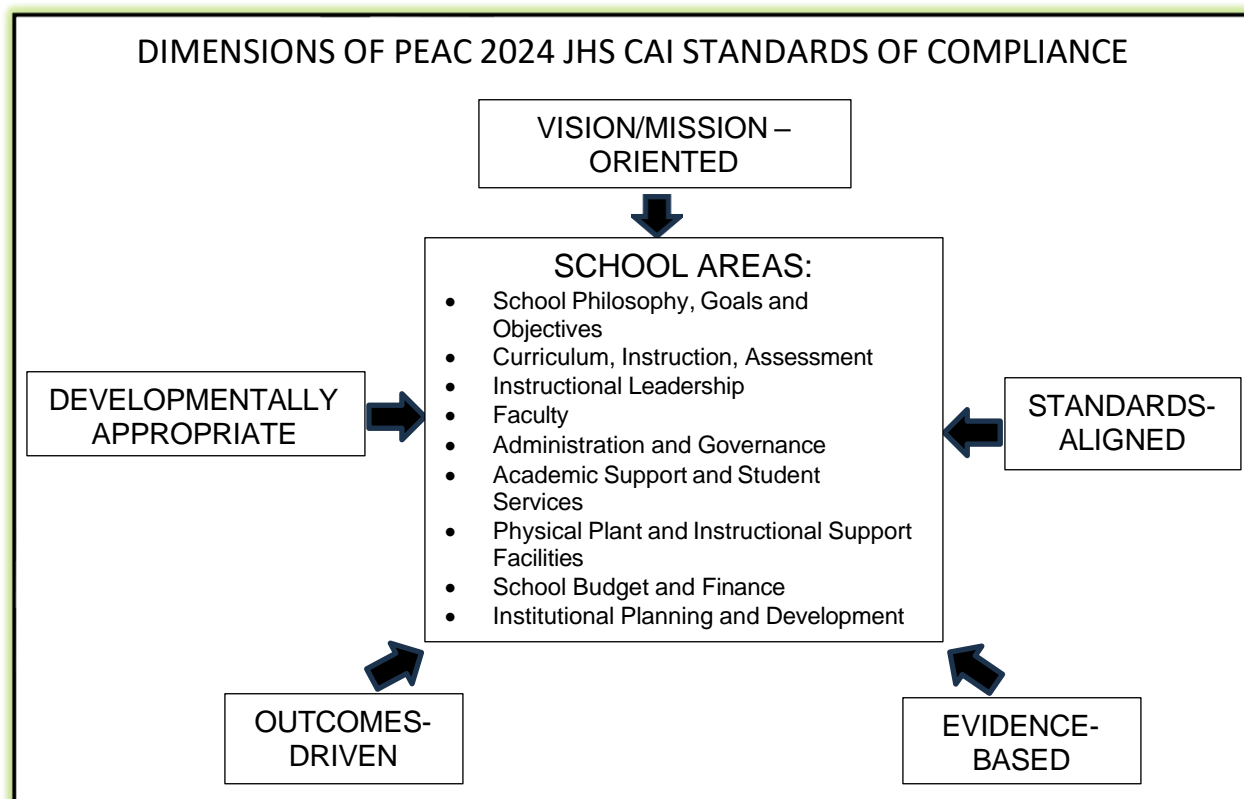 DIMENSIONS OF PEAC 2024 JHS CAI STANDARDS OF COMPLIANCE
VISION/MISSION –
ORIENTED
SCHOOL AREAS:
• School Philosophy, Goals and
Objectives
• Curriculum, Instruction, Assessment
• Instructional Leadership
• Faculty
• Administration and Governance
• Academic Support and Student
Services
• Physical Plant and Instructional Support
Facilities
• School Budget and Finance
• Institutional Planning and Development
DEVELOPMENTALLY
APPROPRIATE
STANDARDS-
ALIGNED
OUTCOMES-
DRIVEN
EVIDENCE-
BASED